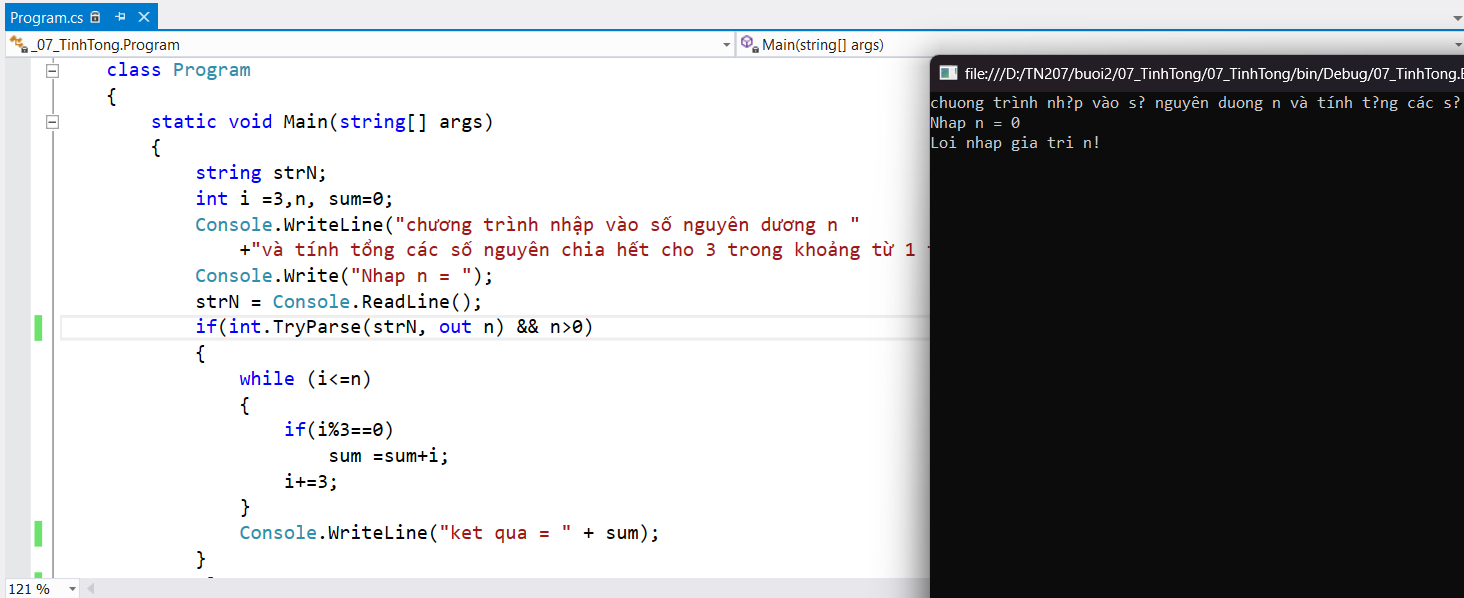 Program.cs
_07_TinhTong.Program
Main(string[] args)
class Program
{
static void Main(string[] args)
{
string strN;
int i =3,n, sum=0;
Console.WriteLine("chương trình nhập vào số nguyên dương n "
+"và tính tổng các số nguyên chia hết cho 3 trong khoảng từ 1
Console.Write("Nhap n = ");
strN = Console.ReadLine();
if(int.TryParse(strN, out n) && n>0)
{
while (i<=n)
{
if(i%3==0)
sum =sum+i;
i+=3;
}
Console.WriteLine("ket qua = " + sum);
}
121 %
file:///D:/TN207/buoi2/07_TinhTong/07_TinhTong/bin/Debug/07_TinhTong.E
chuong trình nh?p vào s? nguyên duong n và tính t?ng các s?
Nhap n = 0
Loi nhap gia tri n!